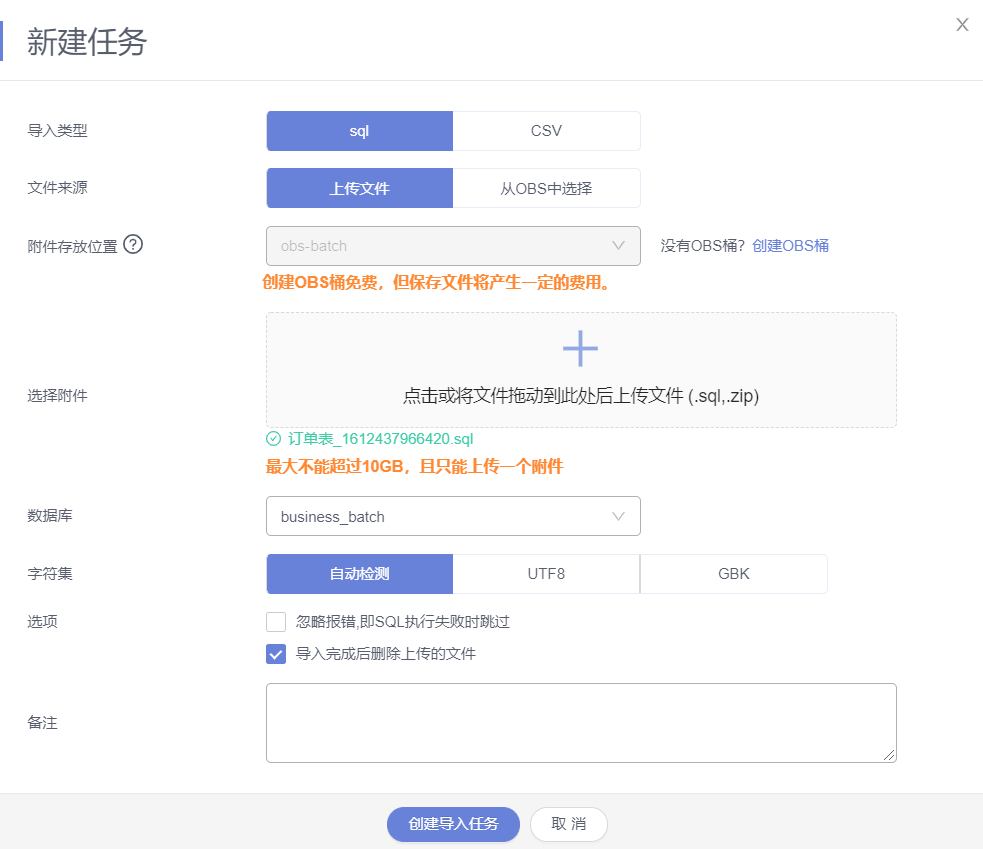 新建任务
导入类型
sql
CSV
文件来源
上传文件
从OBS中选择
附件存放位置 ?
obs-batch
没有OBS桶? 创建OBS桶
创建OBS桶免费，但保存文件将产生一定的费用。
选择附件
点击或将文件拖动到此处后上传文件 (.sql,.zip)
订单表_1612437966420.sql
最大不能超过10GB，且只能上传一个附件
数据库
business_batch
字符集
自动检测
UTF8
GBK
选项
忽略报错,即SQL执行失败时跳过
导入完成后删除上传的文件
备注
创建导入任务
取 消